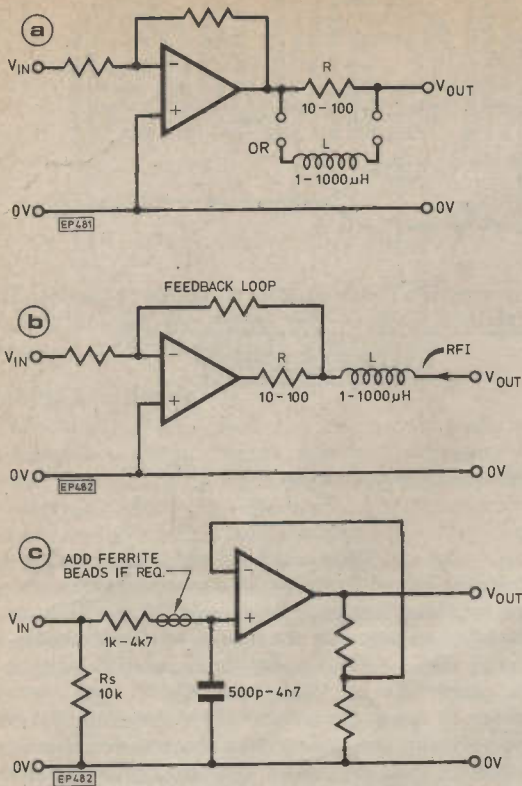 a
VIN
R
10-100
VOUT
OR
L
1-1000μH
0V
0V
EP481
b
FEEDBACK LOOP
VIN
R
10-100
L
1-1000μH
RFI
VOUT
0V
0V
EP482
c
ADD FERRITE
BEADS IF REQ.
VIN
1k-4k7
Rs
10k
500p-4n7
VOUT
0V
0V
EP482